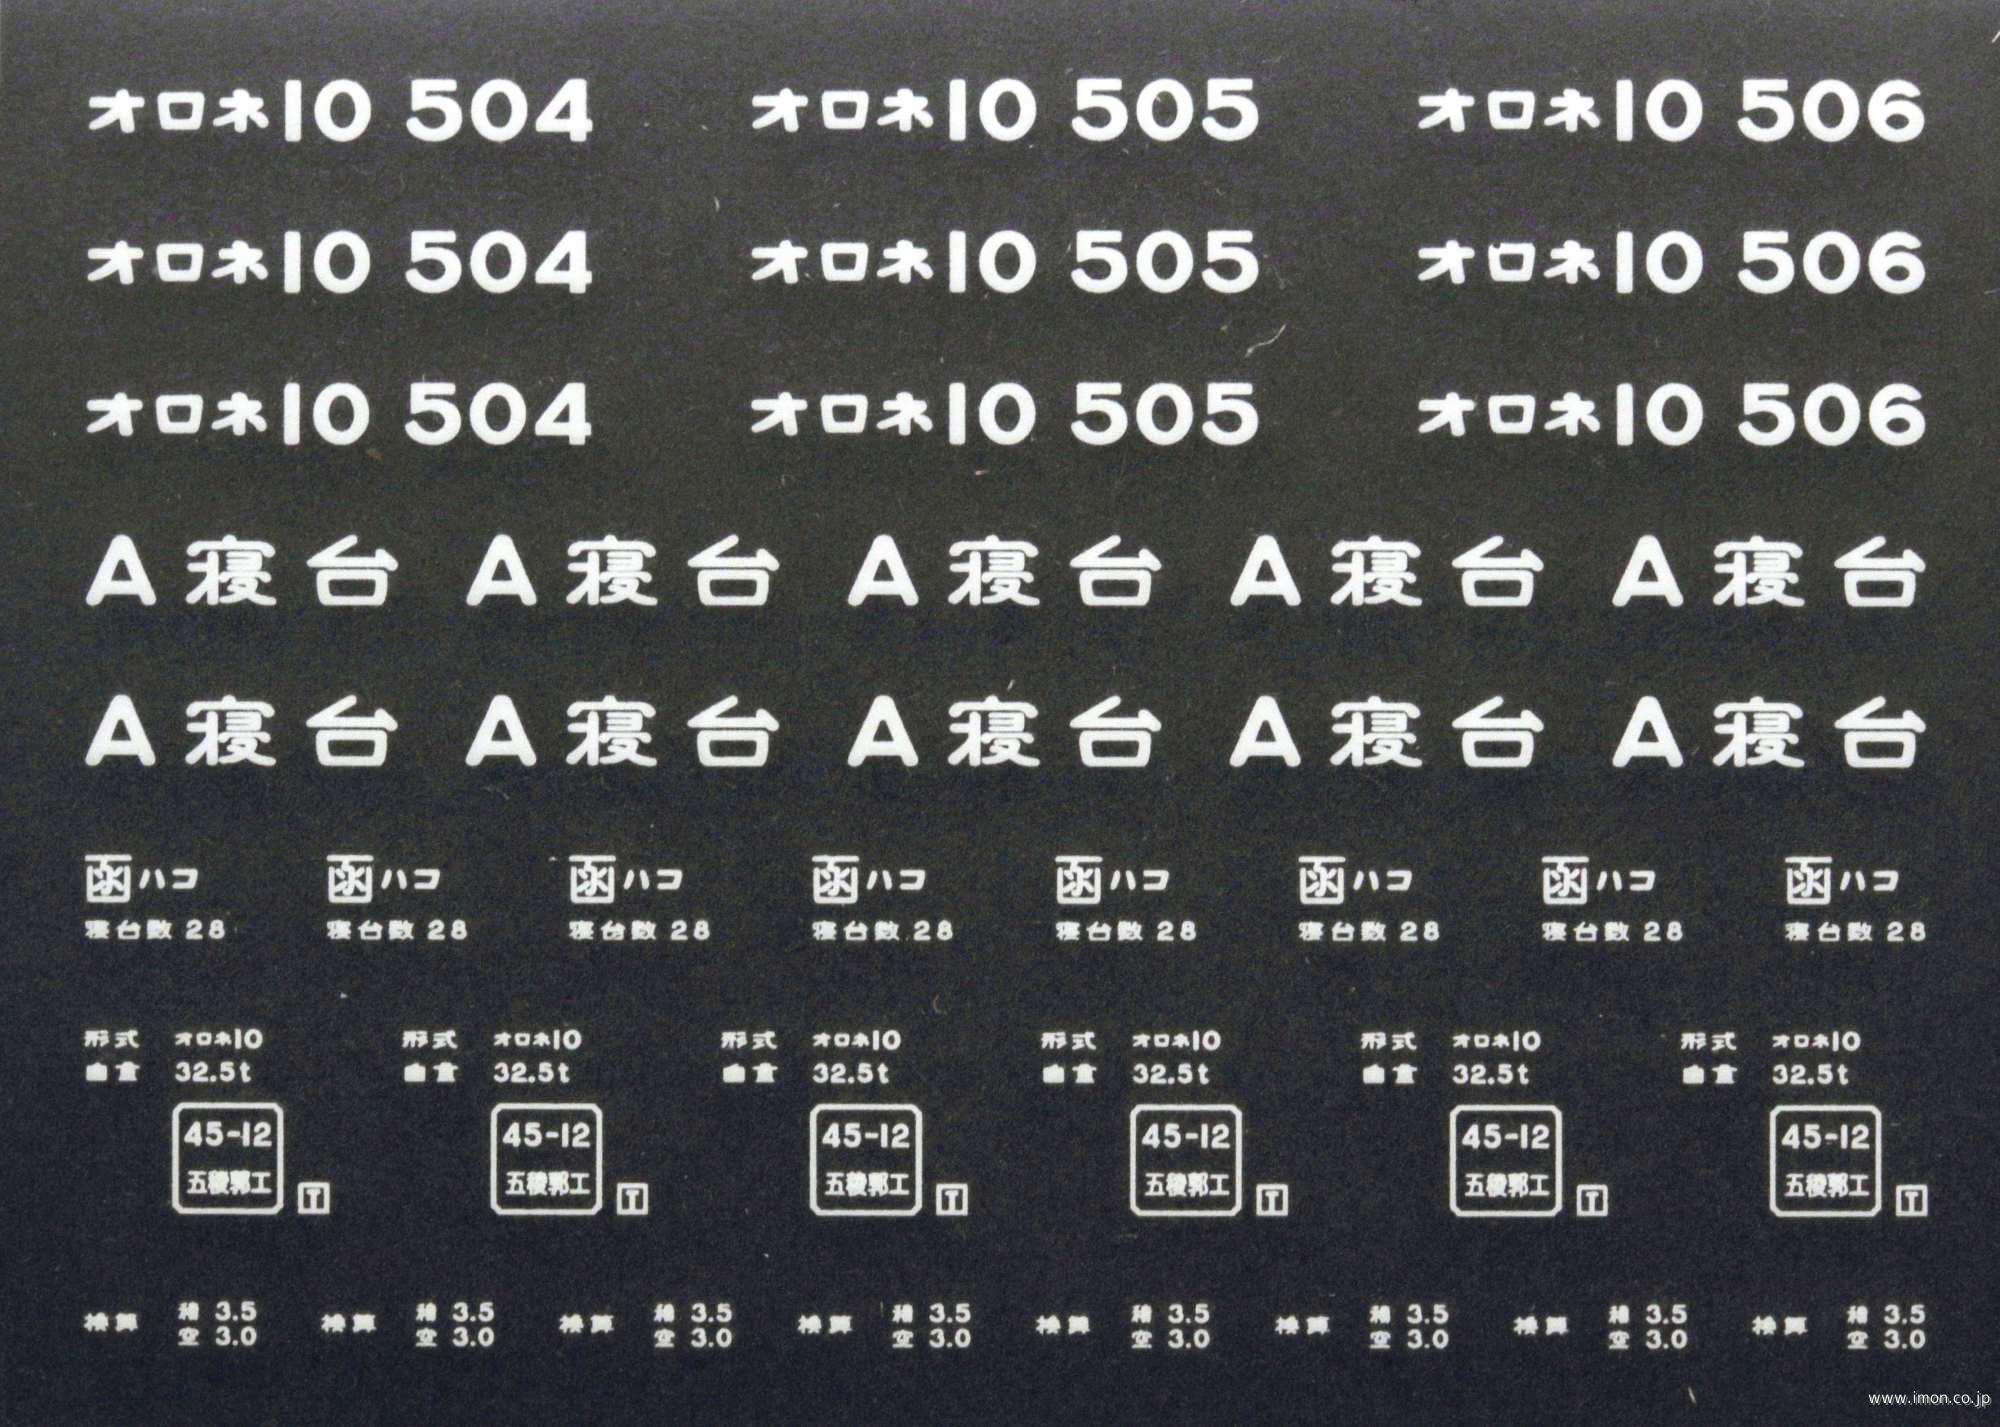 オロネ10 504 オロネ10 505 オロネ10 506
オロネ10 504 オロネ10 505 オロネ10 506
オロネ10 504 オロネ10 505 オロネ10 506
A寝台 A寝台 A寝台 A寝台 A寝台
A寝台 A寝台 A寝台 A寝台 A寝台
函ハコ 函ハコ 函ハコ 函ハコ 函ハコ 函ハコ 函ハコ 函ハコ
寝台数 28 寝台数 28 寝台数 28 寝台数 28 寝台数 28 寝台数 28 寝台数 28 寝台数 28
形式 オロネ10 形式 オロネ10 形式 オロネ10 形式 オロネ10 形式 オロネ10 形式 オロネ10
自重 32.5t 自重 32.5t 自重 32.5t 自重 32.5t 自重 32.5t 自重 32.5t
45-12 45-12 45-12 45-12 45-12 45-12
五稜郭工 T 五稜郭工 T 五稜郭工 T 五稜郭工 T 五稜郭工 T 五稜郭工 T
換算 積 3.5 換算 積 3.5 換算 積 3.5 換算 積 3.5 換算 積 3.5 換算 積 3.5 換算 積 3.5 換算 積 3.5
空 3.0 空 3.0 空 3.0 空 3.0 空 3.0 空 3.0 空 3.0 空 3.0
www.imon.co.jp